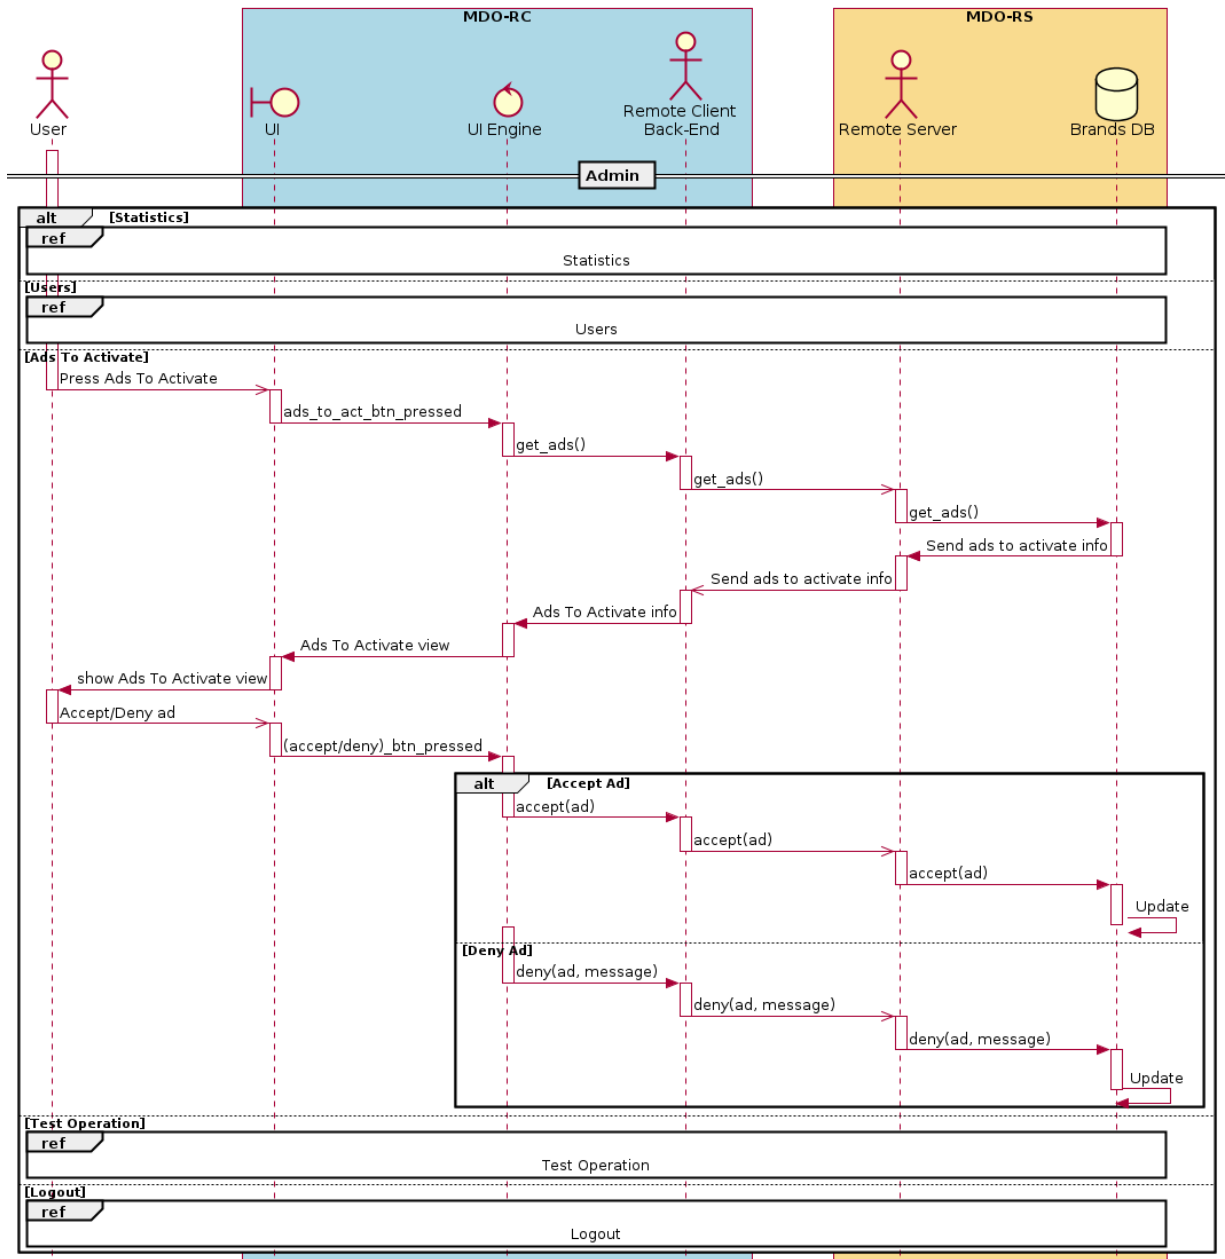 MDO-RC
MDO-RS
User
UI
UI Engine
Remote Client
Back-End
Remote Server
Brands DB
Admin
alt
[Statistics]
ref
Statistics
[Users]
ref
Users
[Ads To Activate]
Press Ads To Activate
ads_to_act_btn_pressed
get_ads()
get_ads()
get_ads()
Send ads to activate info
Send ads to activate info
Ads To Activate info
Ads To Activate view
show Ads To Activate view
Accept/Deny ad
(accept/deny)_btn_pressed
alt
[Accept Ad]
accept(ad)
accept(ad)
accept(ad)
Update
[Deny Ad]
deny(ad, message)
deny(ad, message)
deny(ad, message)
Update
[Test Operation]
ref
Test Operation
[Logout]
ref
Logout